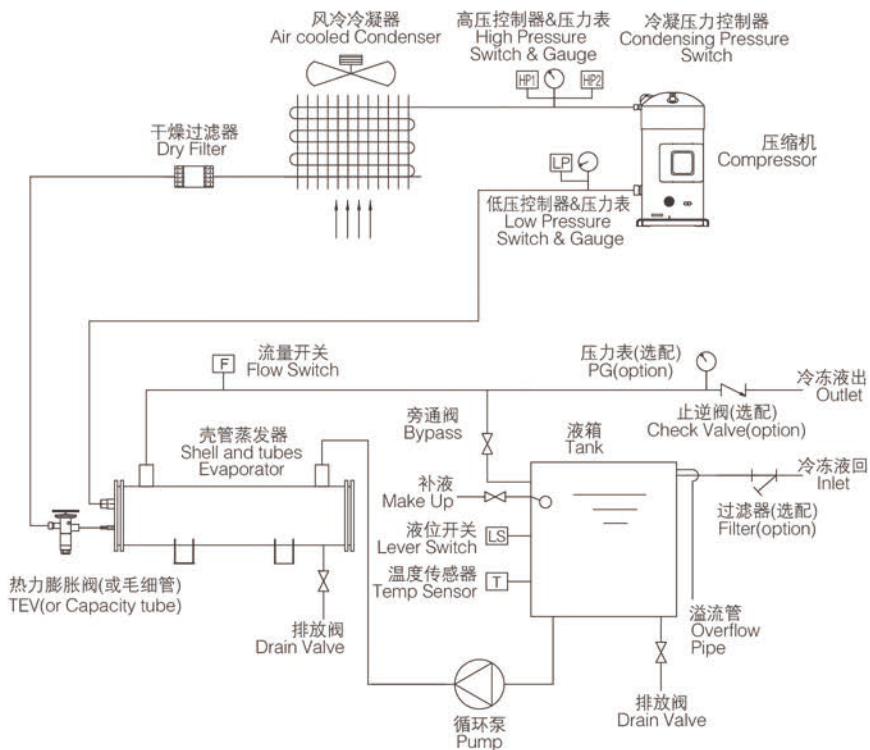 风冷冷凝器
Air cooled Condenser
高压控制器&压力表
High Pressure
Switch & Gauge
冷凝压力控制器
Condensing Pressure
Switch
HP1
HP2
干燥过滤器
Dry Filter
LP
压缩机
Compressor
低压控制器&压力表
Low Pressure
Switch & Gauge
F
流量开关
Flow Switch
压力表(选配)
PG(option)
冷冻液出
Outlet
止逆阀(选配)
Check Valve(option)
旁通阀
Bypass
液箱
Tank
壳管蒸发器
Shell and tubes
Evaporator
补液
Make Up
冷冻液回
Inlet
过滤器(选配)
Filter(option)
液位开关
Lever Switch
LS
温度传感器
Temp Sensor
T
热力膨胀阀(或毛细管)
TEV(or Capacity tube)
排放阀
Drain Valve
溢流管
Overflow
Pipe
循环泵
Pump
排放阀
Drain Valve